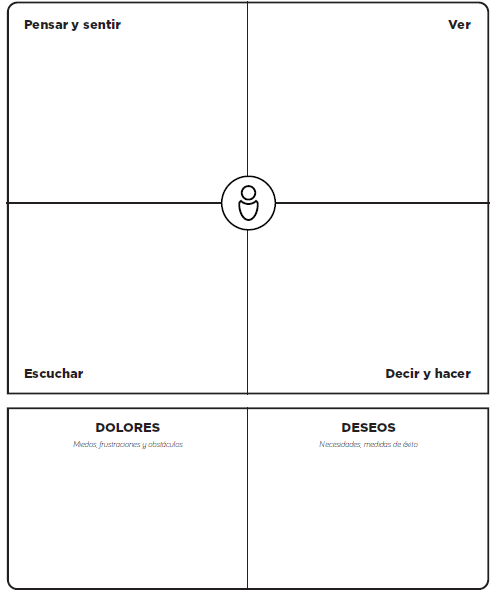 Pensar y sentir
Ver
Escuchar
Decir y hacer
DOLORES
Miedos, frustraciones y obstáculos
DESEOS
Necesidades, medidas de éxito